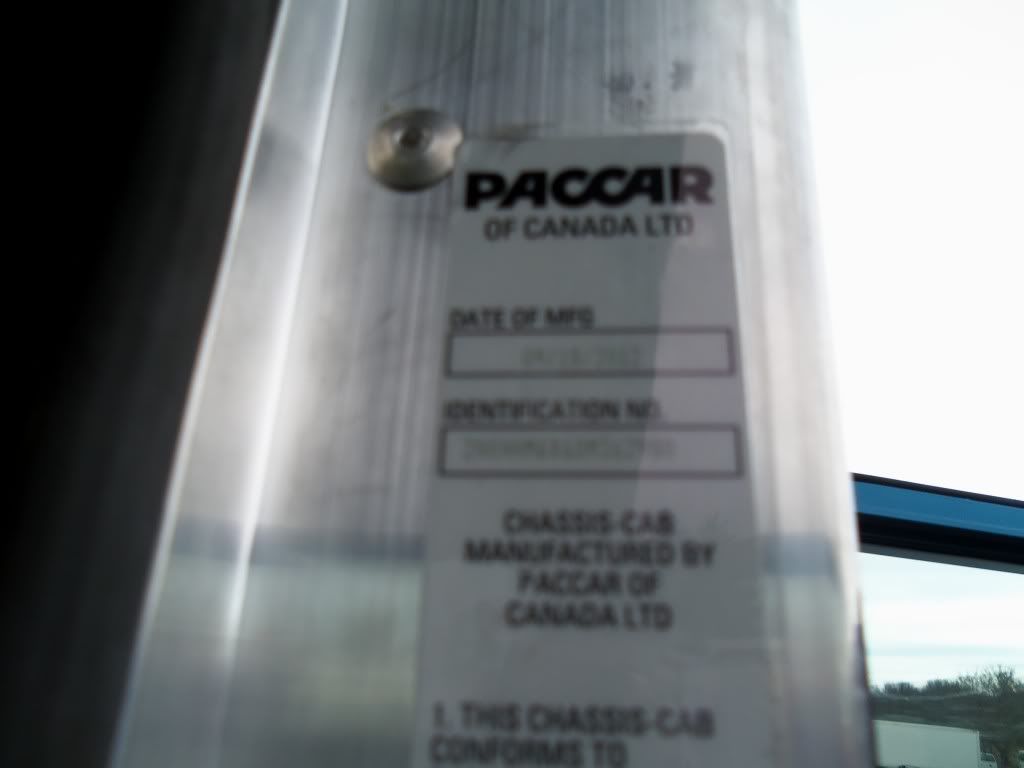 PACCAR
OF CANADA LTD
DATE OF MFG
IDENTIFICATION NO.
CHASSIS-CAB
MANUFACTURED BY
PACCAR OF
CANADA LTD
1. THIS CHASSIS-CAB
CONFORMS TO